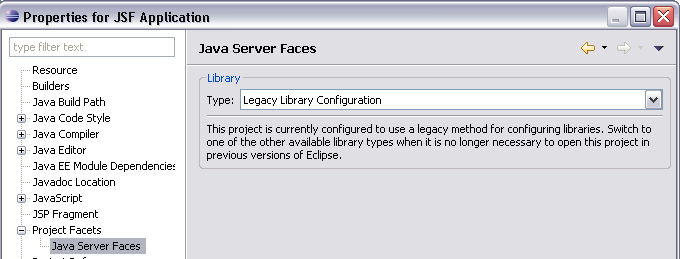 Properties for JSF Application
type filter text
Resource
Builders
Java Build Path
Java Code Style
Java Compiler
Java Editor
Java EE Module Dependencies
Javadoc Location
JavaScript
JSP Fragment
Project Facets
Java Server Faces
Java Server Faces
Library
Type: Legacy Library Configuration
This project is currently configured to use a legacy method for configuring libraries. Switch to
one of the other available library types when it is no longer necessary to open this project in
previous versions of Eclipse.